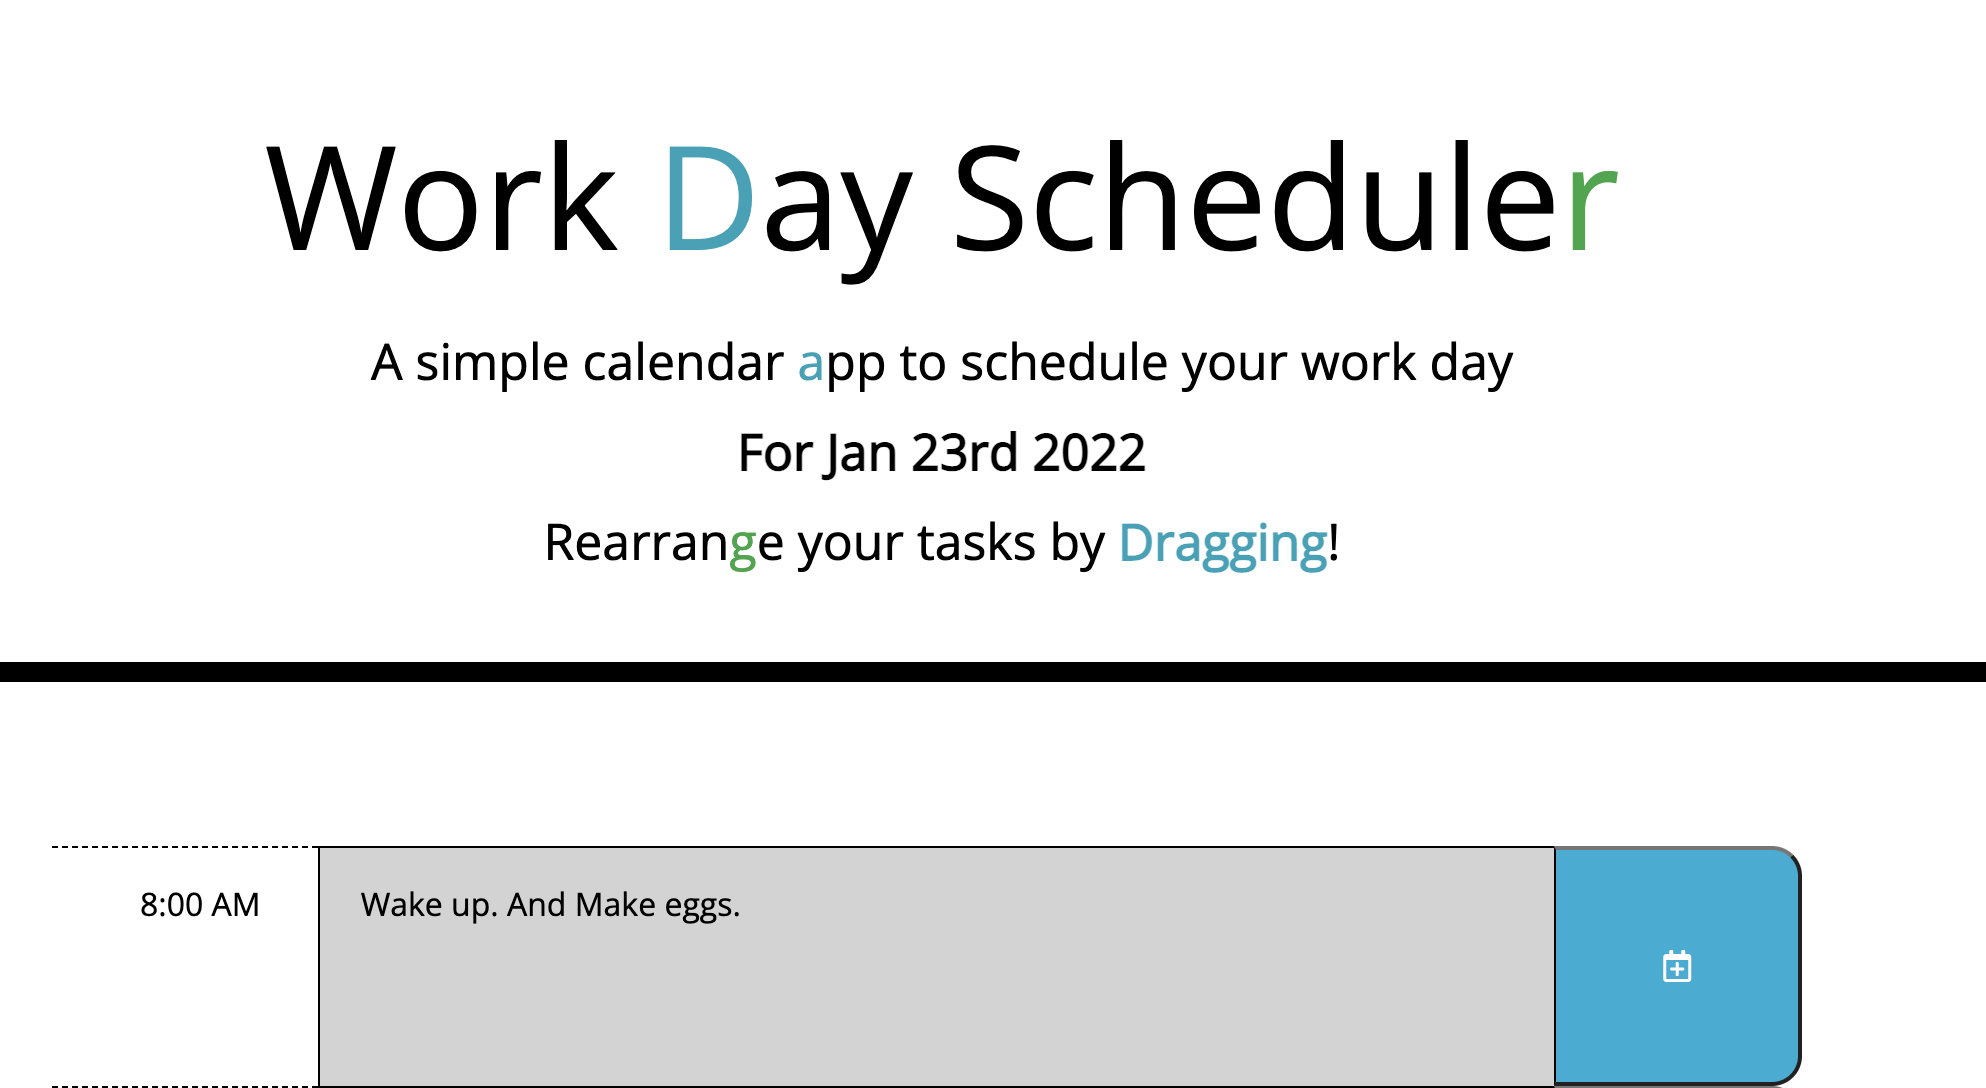 Work Day Scheduler
A simple calendar app to schedule your work day
For Jan 23rd 2022
Rearrange your tasks by Dragging!
8:00 AM
Wake up. And Make eggs.